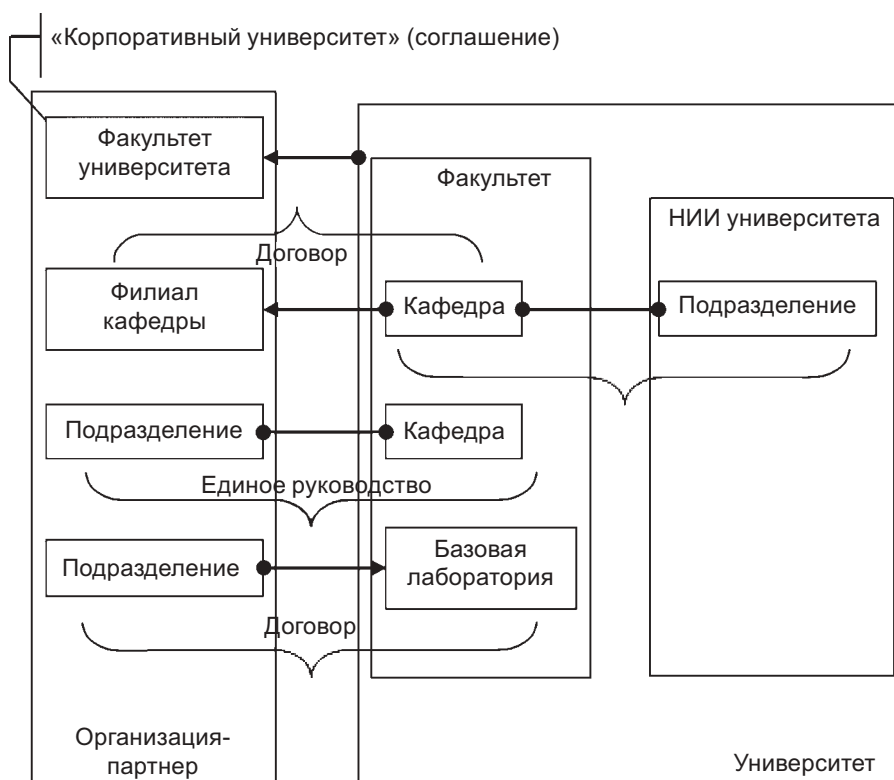 «Корпоративный университет» (соглашение)
Факультет
университета
Факультет
НИИ университета
Договор
Филиал
кафедры
Кафедра
Подразделение
Подразделение
Кафедра
Единое руководство
Подразделение
Базовая
лаборатория
Договор
Организация-
партнер
Университет